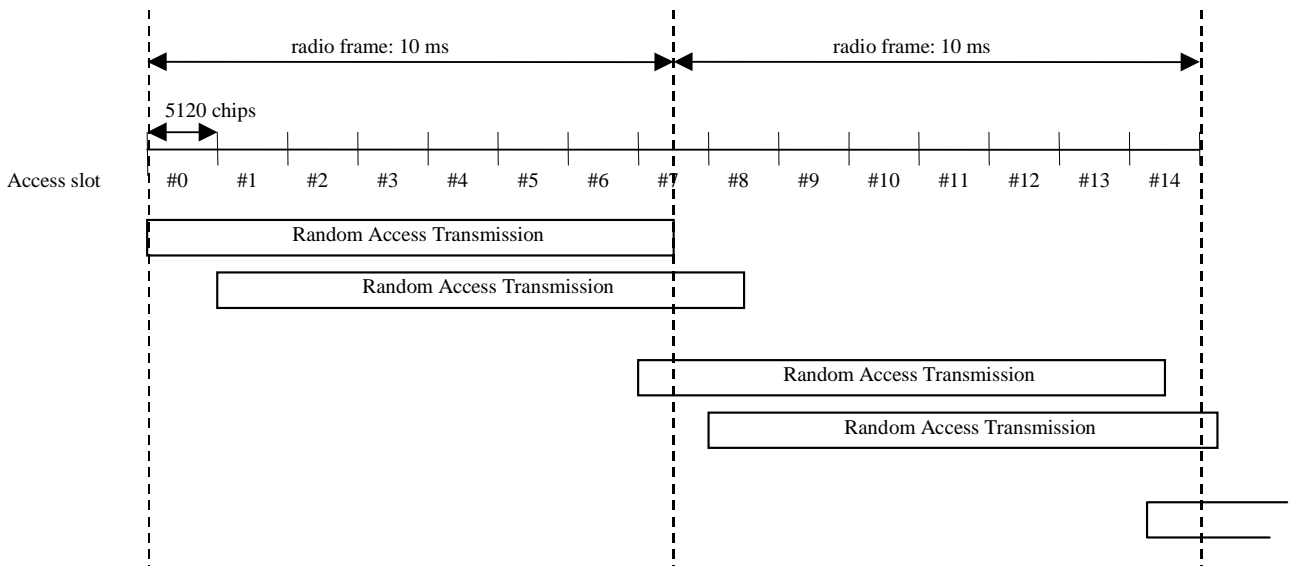 radio frame: 10 ms radio frame: 10 ms
5120 chips
Access slot #0 #1 #2 #3 #4 #5 #6 #7 #8 #9 #10 #11 #12 #13 #14
Random Access Transmission
Random Access Transmission
Random Access Transmission
Random Access Transmission